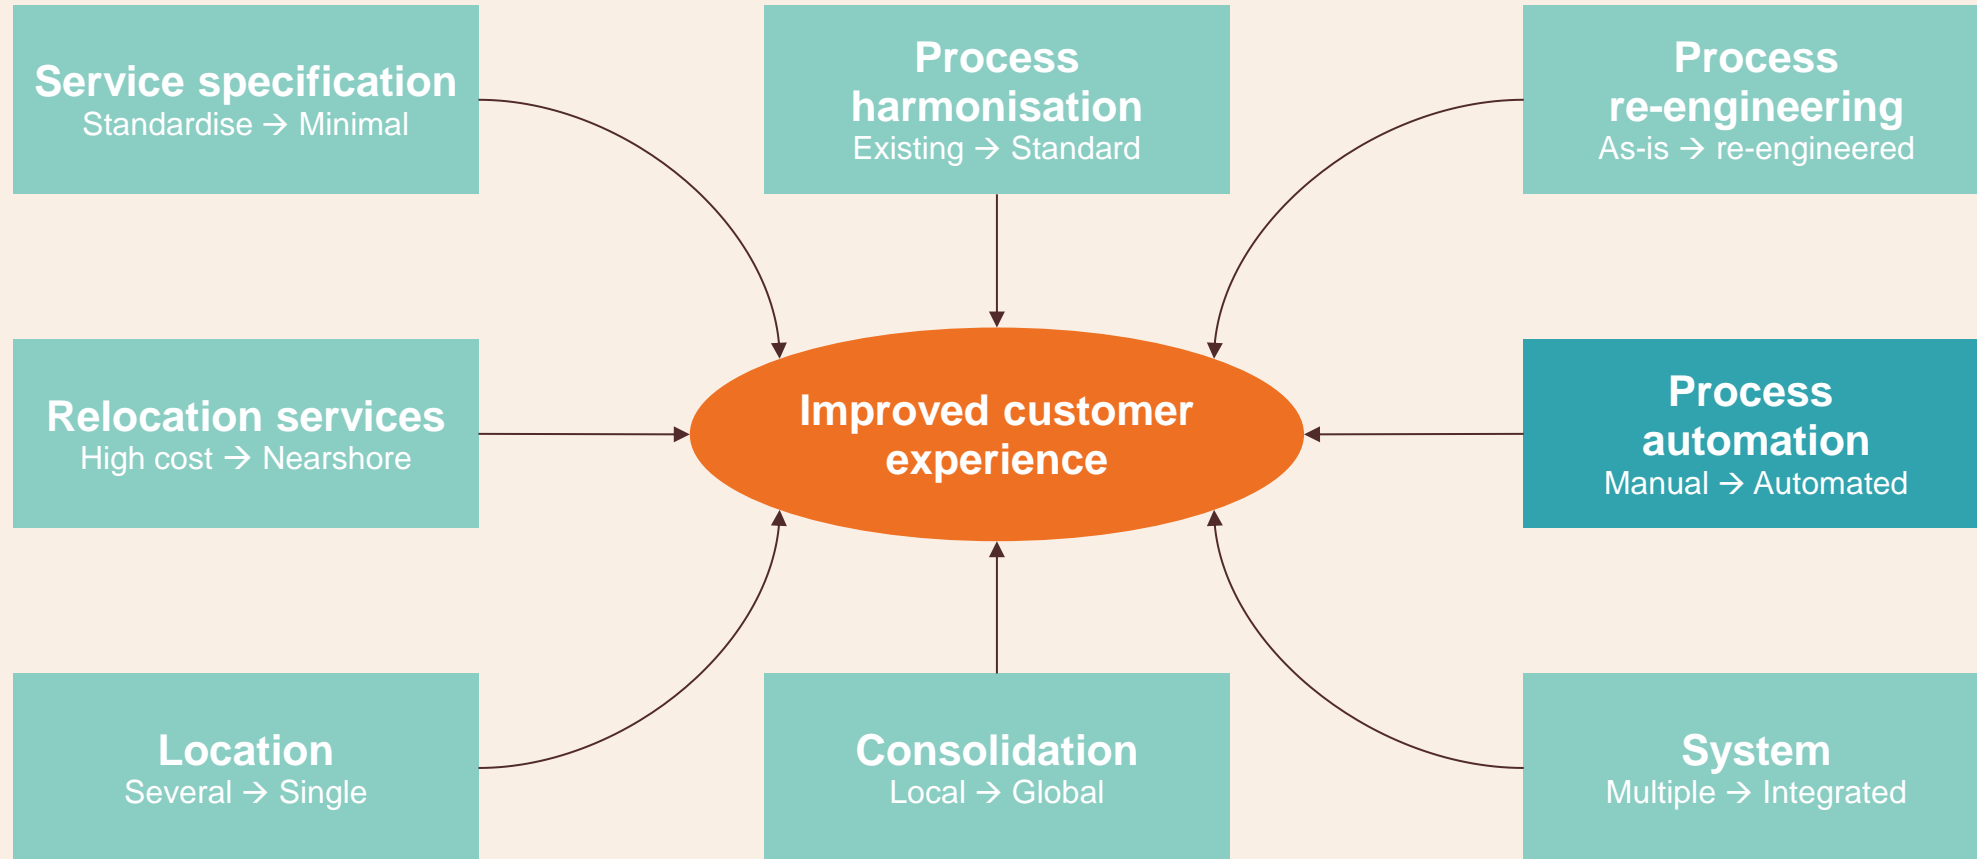 Service specification
Standardise → Minimal
Process
harmonisation
Existing → Standard
Process
re-engineering
As-is → re-engineered
Relocation services
High cost → Nearshore
Improved customer
experience
Process
automation
Manual → Automated
Location
Several → Single
Consolidation
Local → Global
System
Multiple → Integrated